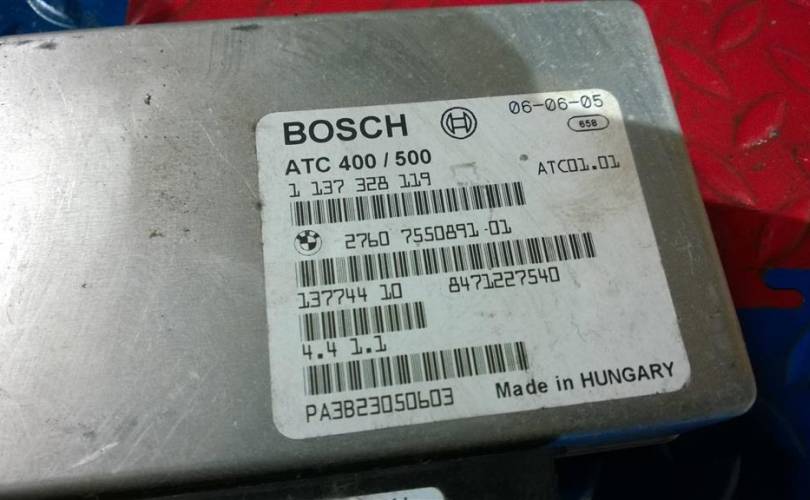 BOSCH 06-06-05
658
ATC 400 / 500
1 137 328 119 ATC01.01
2760 7550891-01
137744 10 8471227540
4.4 1.1
PA3B23050603 Made in HUNGARY